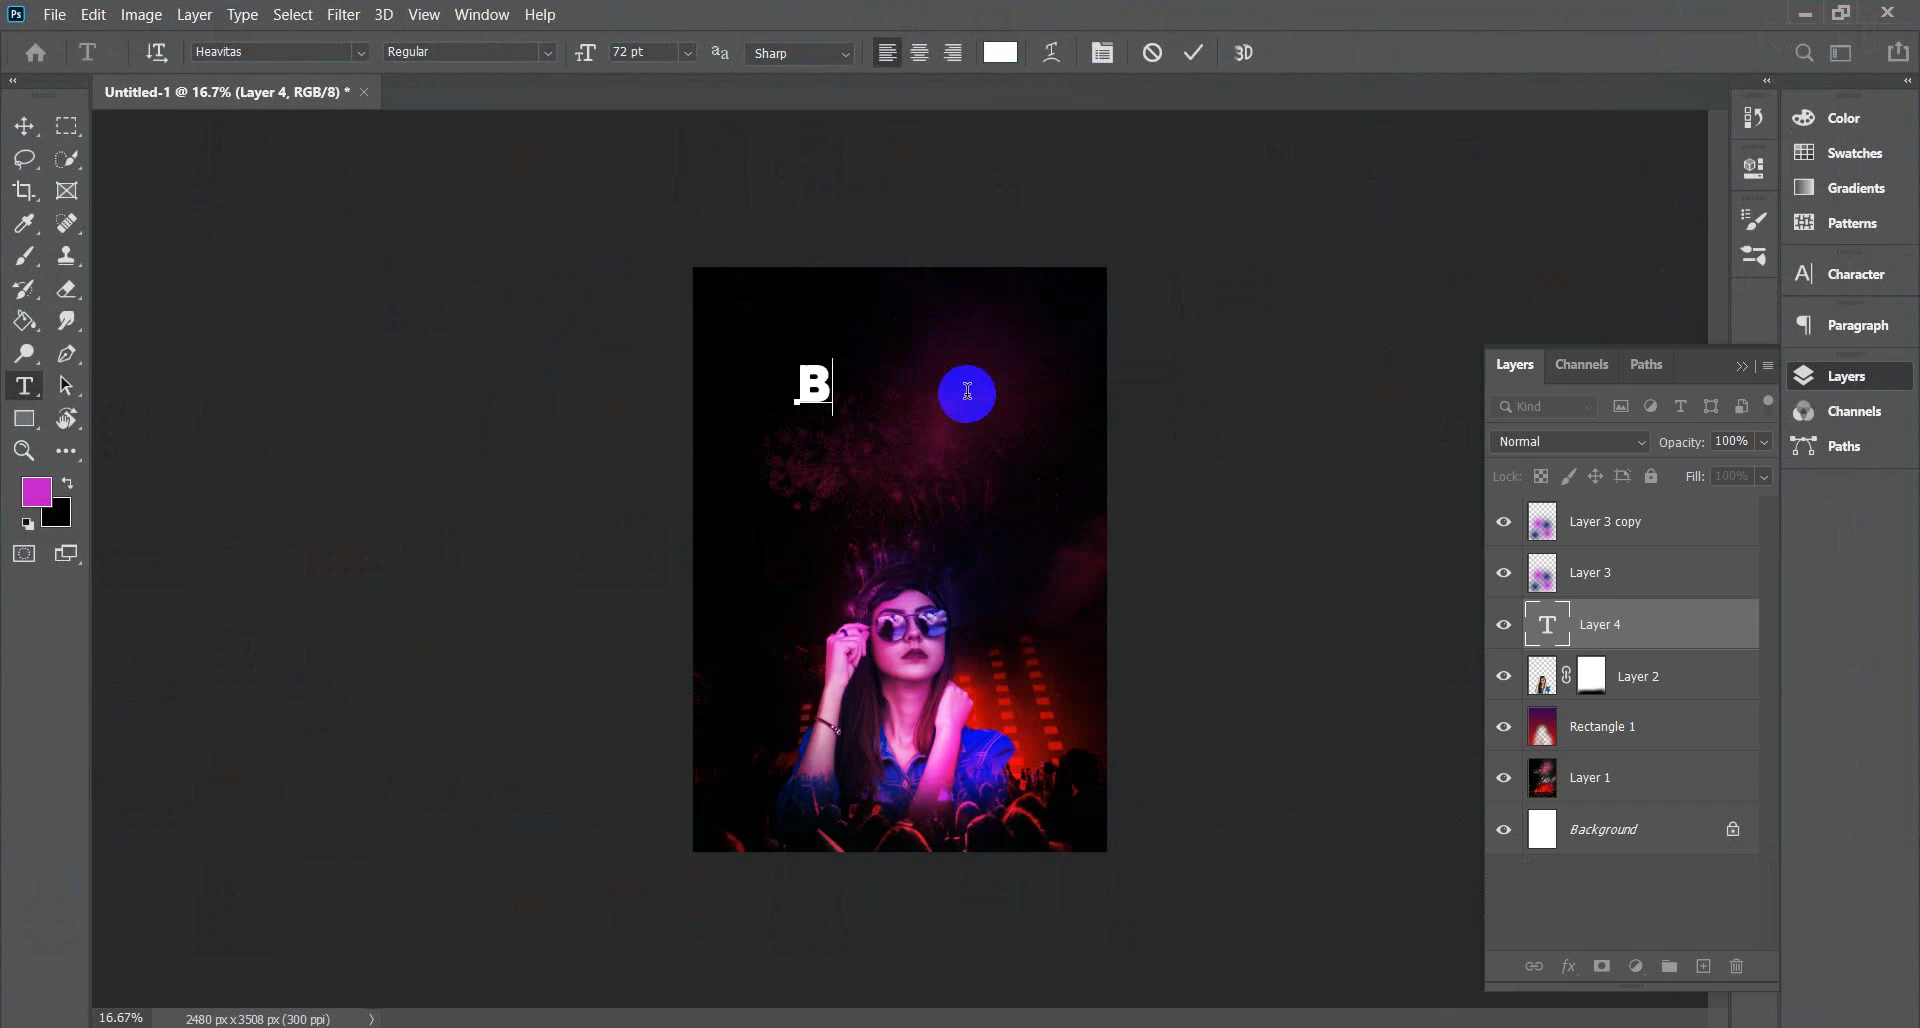 Ps File Edit Image Layer Type Select Filter 3D View Window Help
T Heavitas Regular 72 pt aa Sharp 3D
Untitled-1 @ 16.7% (Layer 4, RGB/8) *
B
Color
Swatches
Gradients
Patterns
Character
Paragraph
Layers
Channels
Paths
Layers Channels Paths
Kind
Normal Opacity: 100%
Lock: Fill: 100%
Layer 3 copy
Layer 3
T Layer 4
Layer 2
Rectangle 1
Layer 1
Background
fx
16.67% 2480 px x 3508 px (300 ppi)